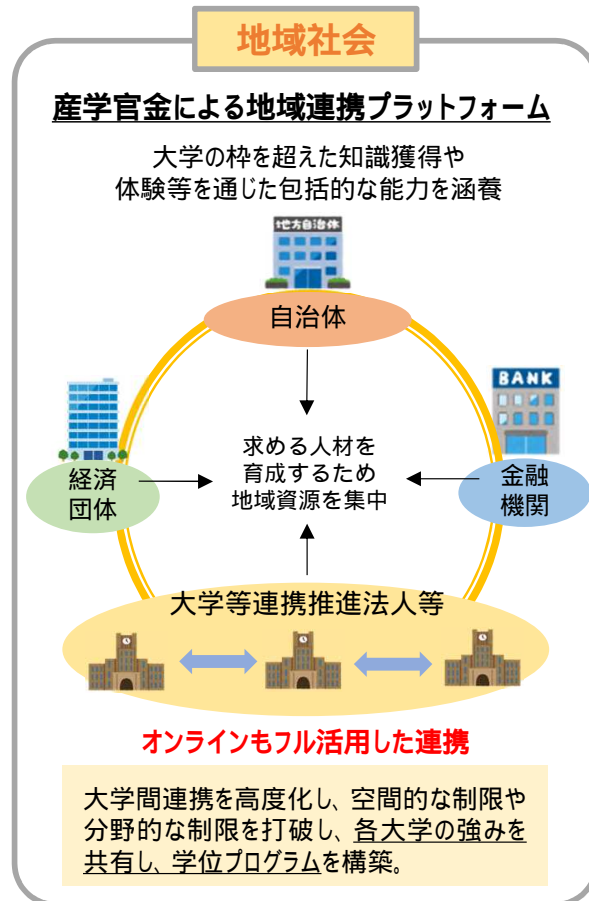 地域社会
産学官金による地域連携プラットフォーム
大学の枠を超えた知識獲得や
体験等を通じた包括的な能力を涵養
地方自治体
自治体
BANK
求める人材を
育成するため
地域資源を集中
経済
団体
金融
機関
大学等連携推進法人等
オンラインもフル活用した連携
大学間連携を高度化し、空間的な制限や
分野的な制限を打破し、各大学の強みを
共有し、学位プログラムを構築。